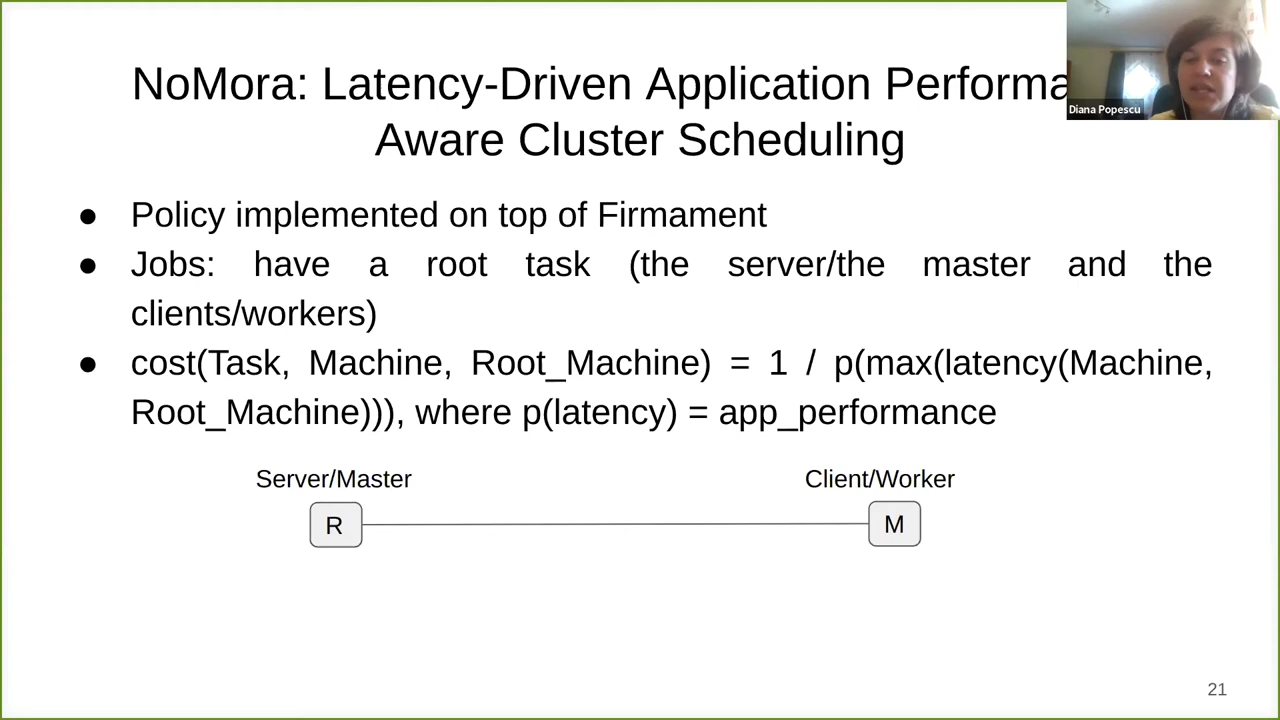 NoMora: Latency-Driven Application Performa
Aware Cluster Scheduling
Diana Popescu
● Policy implemented on top of Firmament
● Jobs: have a root task (the server/the master and the
clients/workers)
● cost(Task, Machine, Root_Machine) = 1 / p(max(latency(Machine,
Root_Machine))), where p(latency) = app_performance
Server/Master
Client/Worker
R
M
21